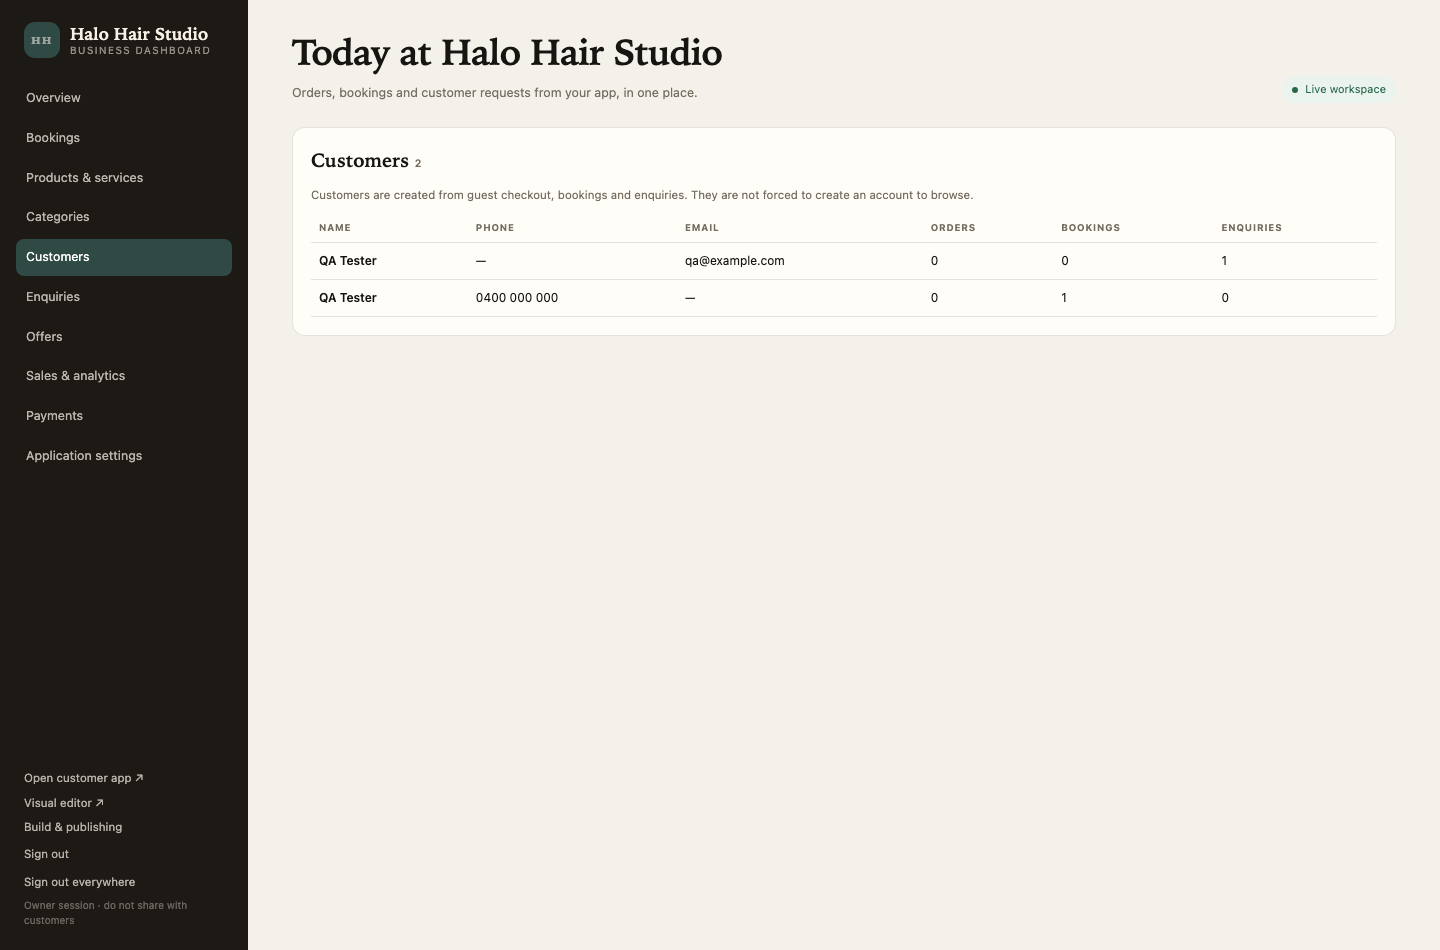 HH
Halo Hair Studio
BUSINESS DASHBOARD
Overview
Bookings
Products & services
Categories
Customers
Enquiries
Offers
Sales & analytics
Payments
Application settings
Open customer app ↗
Visual editor ↗
Build & publishing
Sign out
Sign out everywhere
Owner session · do not share with
customers
Today at Halo Hair Studio
Orders, bookings and customer requests from your app, in one place.
Live workspace
Customers 2
Customers are created from guest checkout, bookings and enquiries. They are not forced to create an account to browse.
NAME PHONE EMAIL ORDERS BOOKINGS ENQUIRIES
QA Tester — qa@example.com 0 0 1
QA Tester 0400 000 000 — 0 1 0